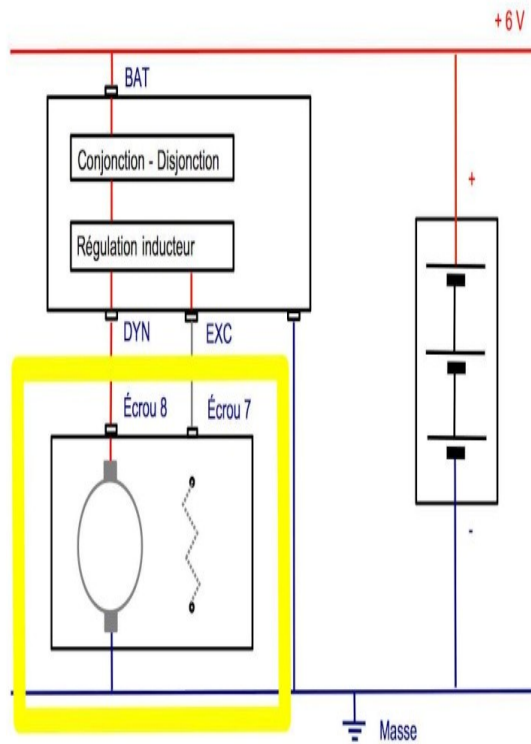 + 6 V
BAT
Conjonction - Disjonction
+
Régulation inducteur
DYN
EXC
Écrou 8
Écrou 7
-
Masse